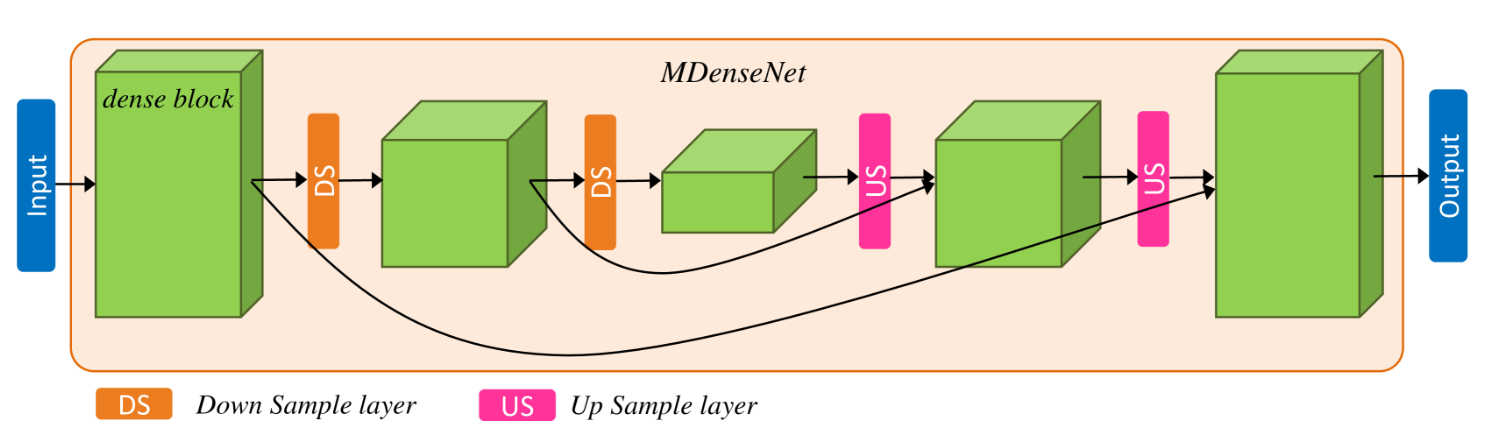 MDenseNet
Input
dense block
DS
DS
US
US
Output
DS Down Sample layer
US Up Sample layer